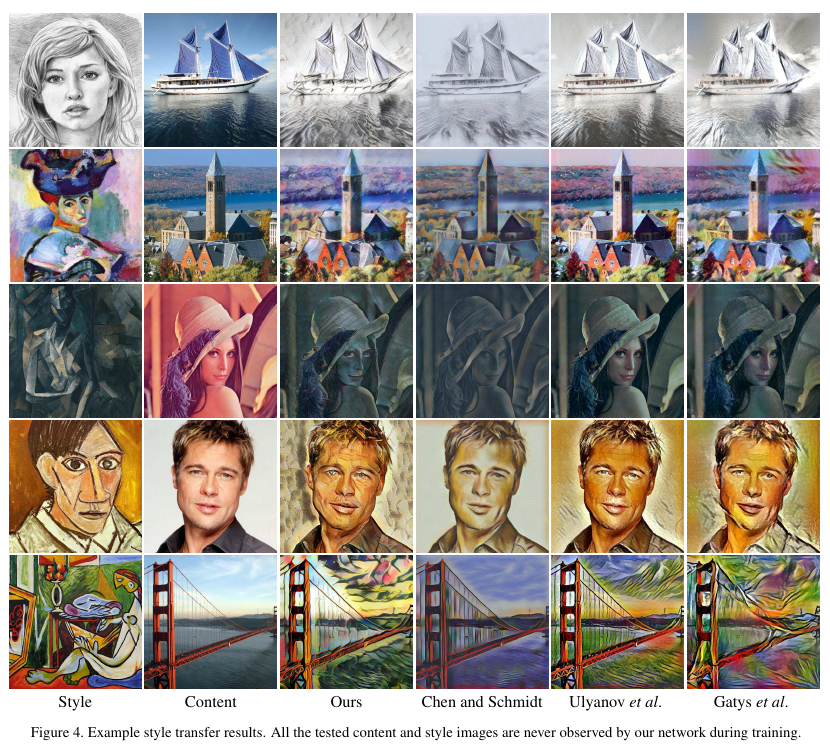 Style Content Ours Chen and Schmidt Ulyanov et al. Gatys et al.
Figure 4. Example style transfer results. All the tested content and style images are never observed by our network during training.